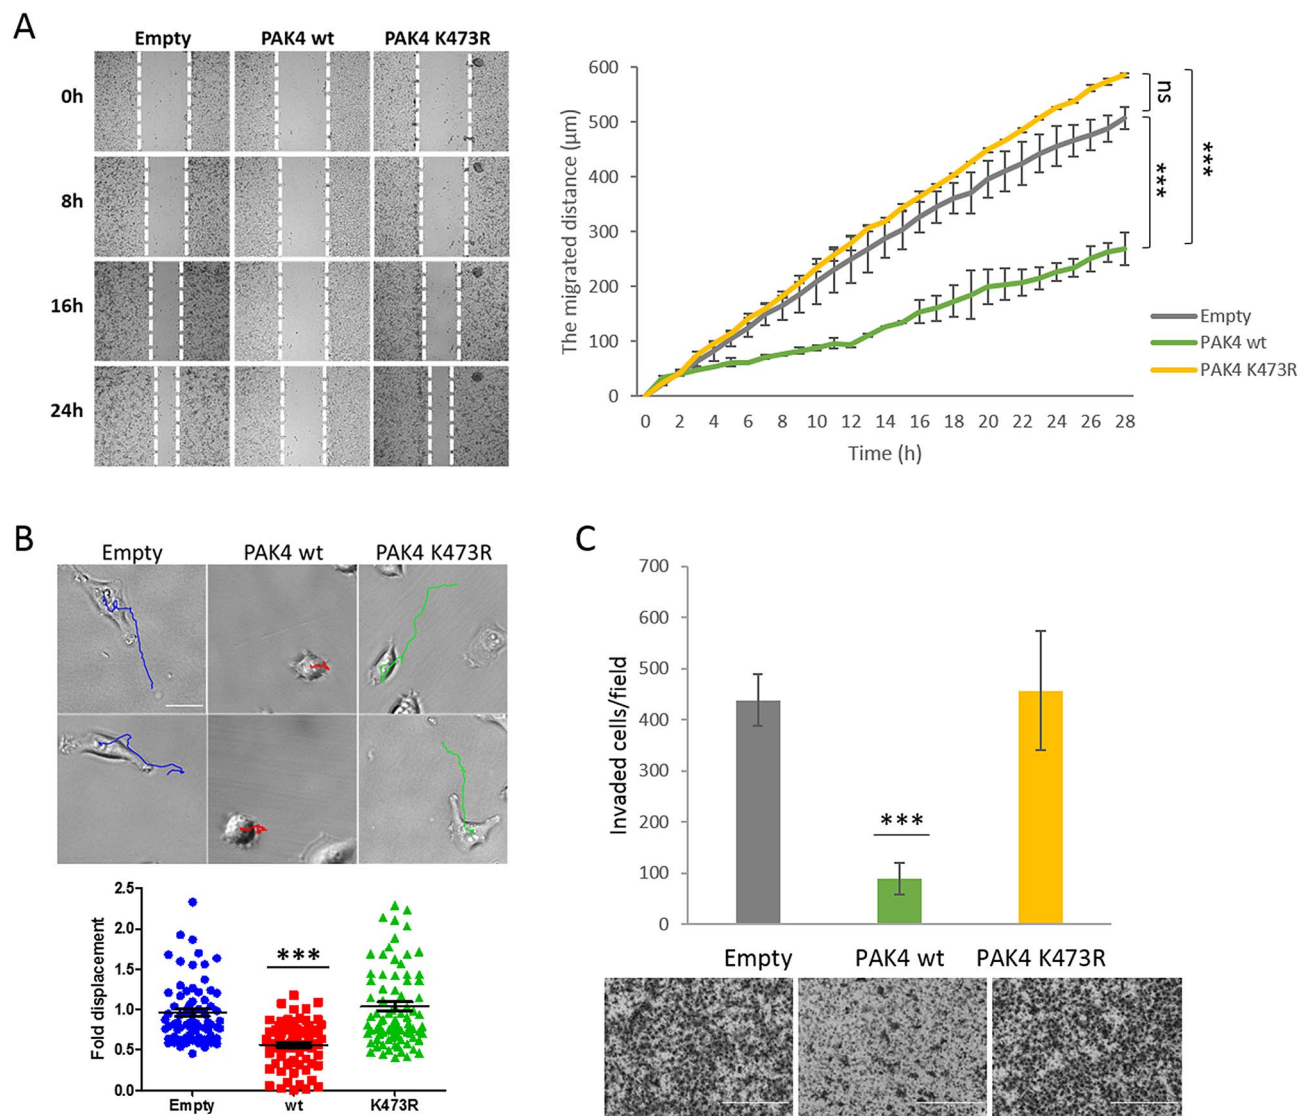 A
Empty PAK4 wt PAK4 K473R
0h
8h
16h
24h
The migrated distance (μm)
600
500
400
300
200
100
0
0 2 4 6 8 10 12 14 16 18 20 22 24 26 28
Time (h)
ns
***
***
Empty
PAK4 wt
PAK4 K473R
B
Empty PAK4 wt PAK4 K473R
Fold displacement
2.5
2.0
1.5
1.0
0.5
0.0
***
Empty wt K473R
C
Invaded cells/field
700
600
500
400
300
200
100
0
***
Empty PAK4 wt PAK4 K473R